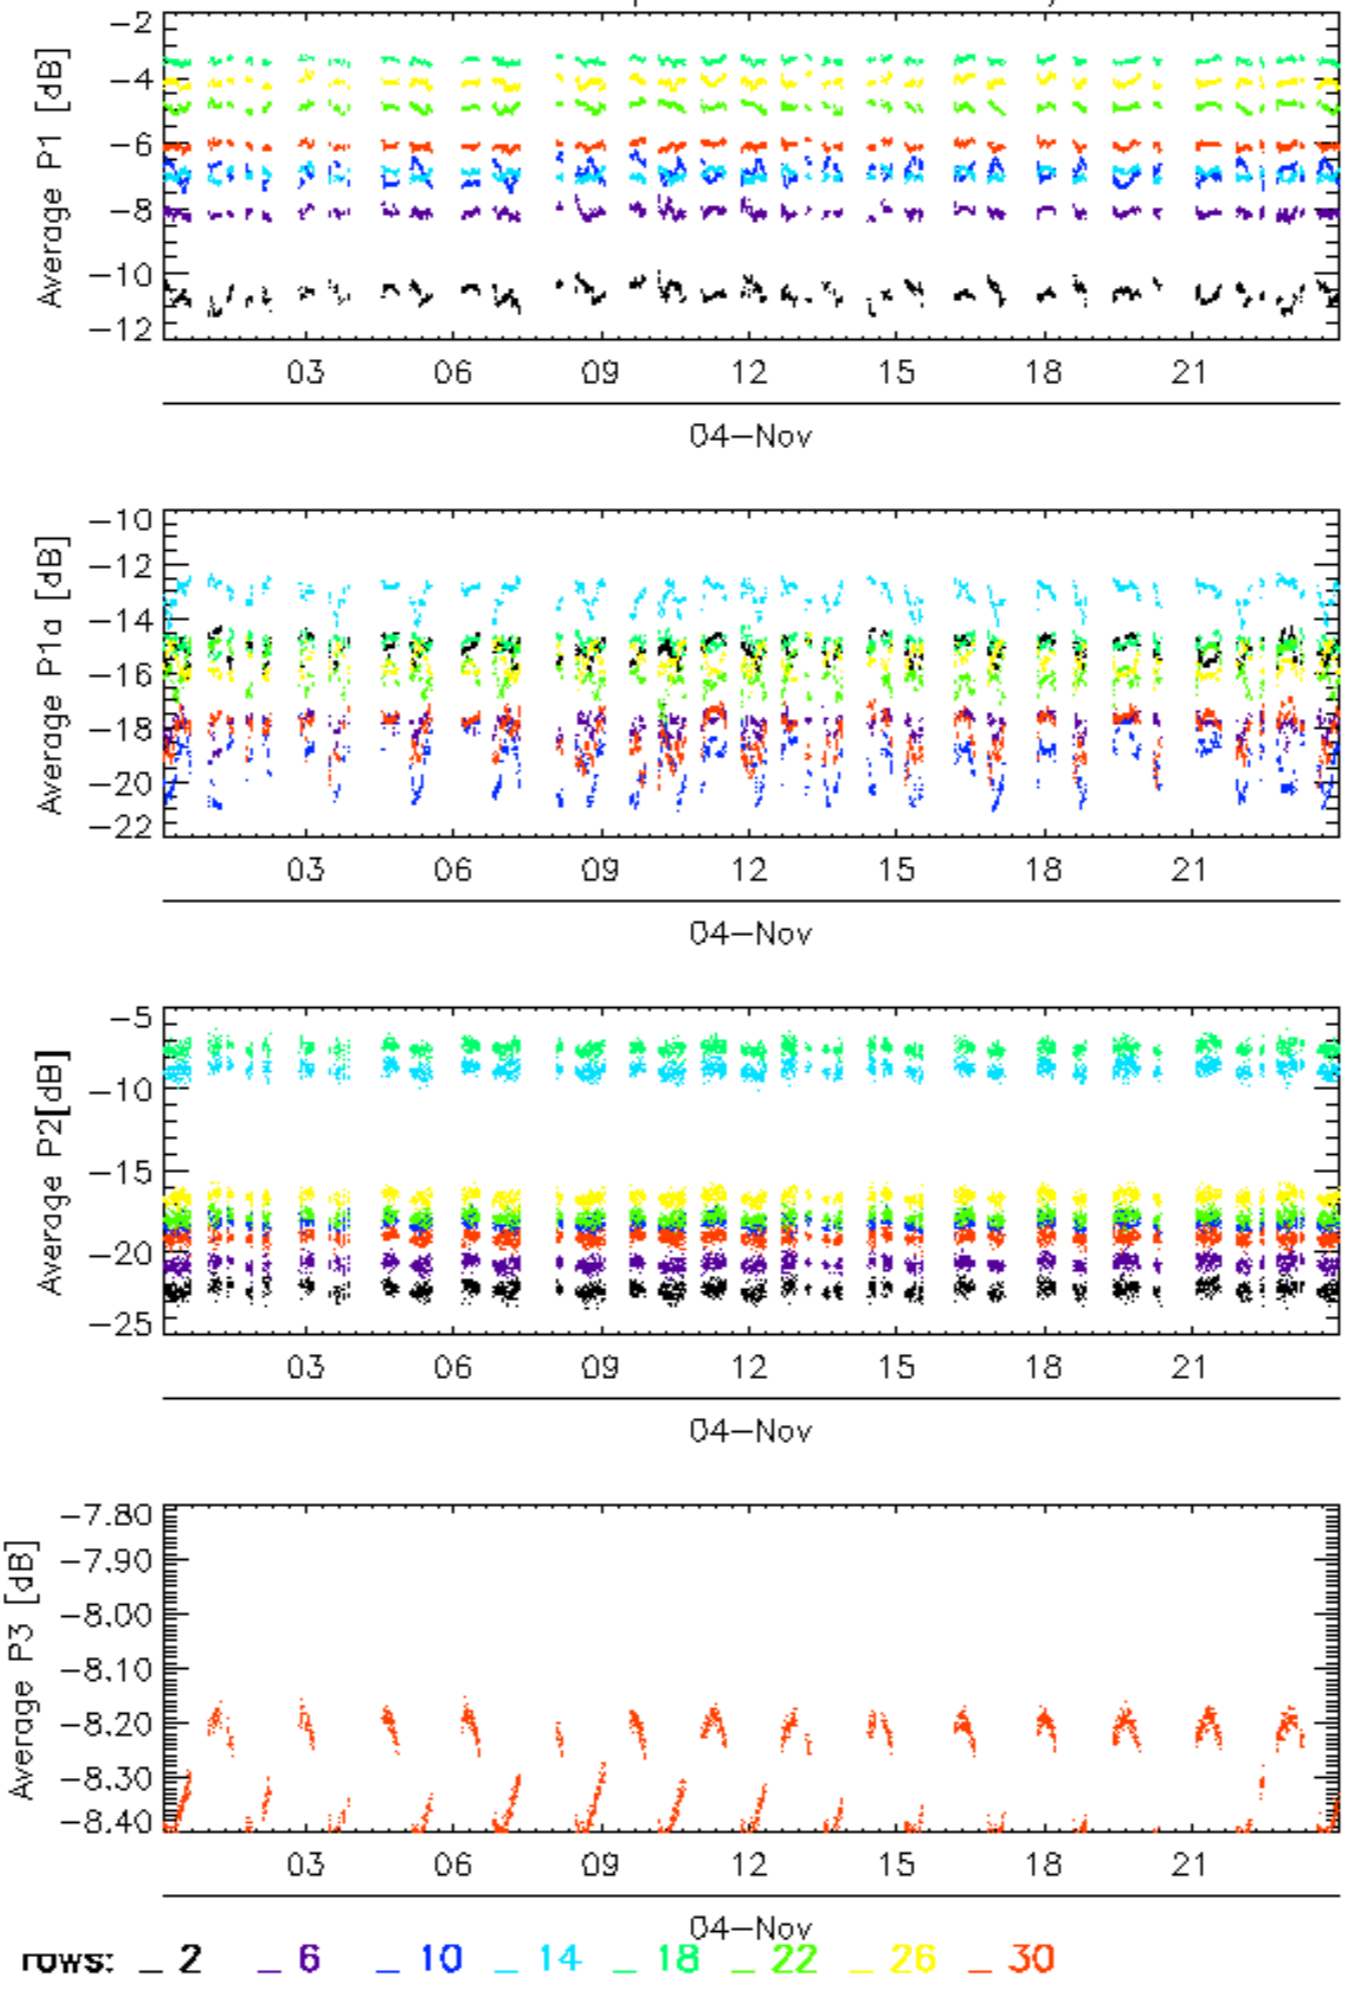 Average P1 [dB]
-2
-4
-6
-8
-10
-12
03 06 09 12 15 18 21
04-Nov
Average P1a [dB]
-10
-12
-14
-16
-18
-20
-22
03 06 09 12 15 18 21
04-Nov
Average P2[dB]
-5
-10
-15
-20
-25
03 06 09 12 15 18 21
04-Nov
Average P3 [dB]
-7.80
-7.90
-8.00
-8.10
-8.20
-8.30
-8.40
03 06 09 12 15 18 21
04-Nov
rows: _ 2 _ 6 _ 10 _ 14 _ 18 _ 22 _ 26 _ 30